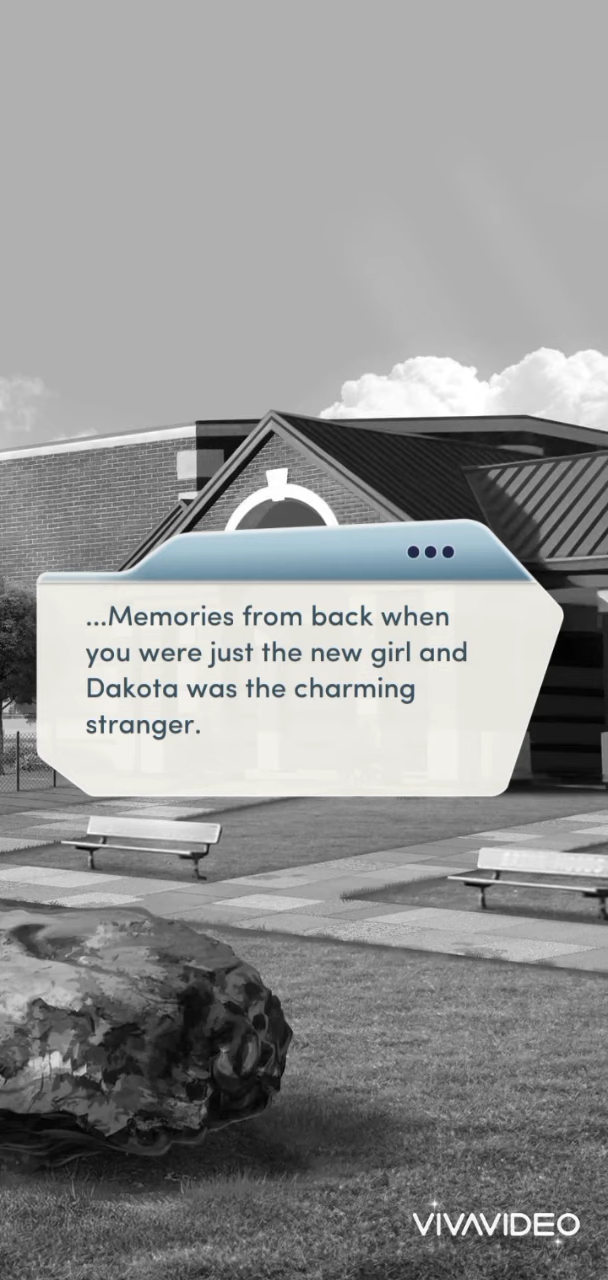 ...Memories from back when
you were just the new girl and
Dakota was the charming
stranger.
VIVAVIDEO